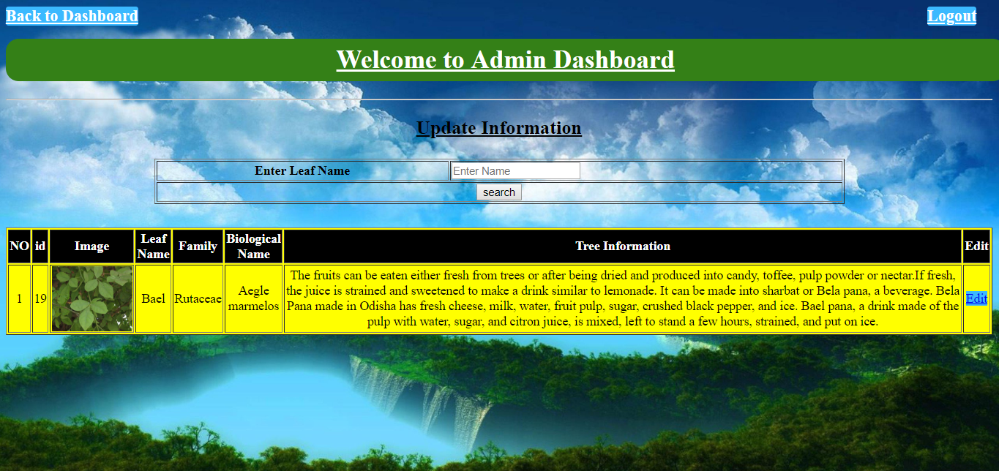 Back to Dashboard
Logout
Welcome to Admin Dashboard
Update Information
Enter Leaf Name
Enter Name
search
NO
id
Image
Leaf
Name
Family
Biological
Name
Tree Information
Edit
1
19
Bael
Rutaceae
Aegle
marmelos
The fruits can be eaten either fresh from trees or after being dried and produced into candy, toffee, pulp powder or nectar.If fresh,
the juice is strained and sweetened to make a drink similar to lemonade. It can be made into sharbat or Bela pana, a beverage. Bela
Pana made in Odisha has fresh cheese, milk, water, fruit pulp, sugar, crushed black pepper, and ice. Bael pana, a drink made of the
pulp with water, sugar, and citron juice, is mixed, left to stand a few hours, strained, and put on ice.
Edit